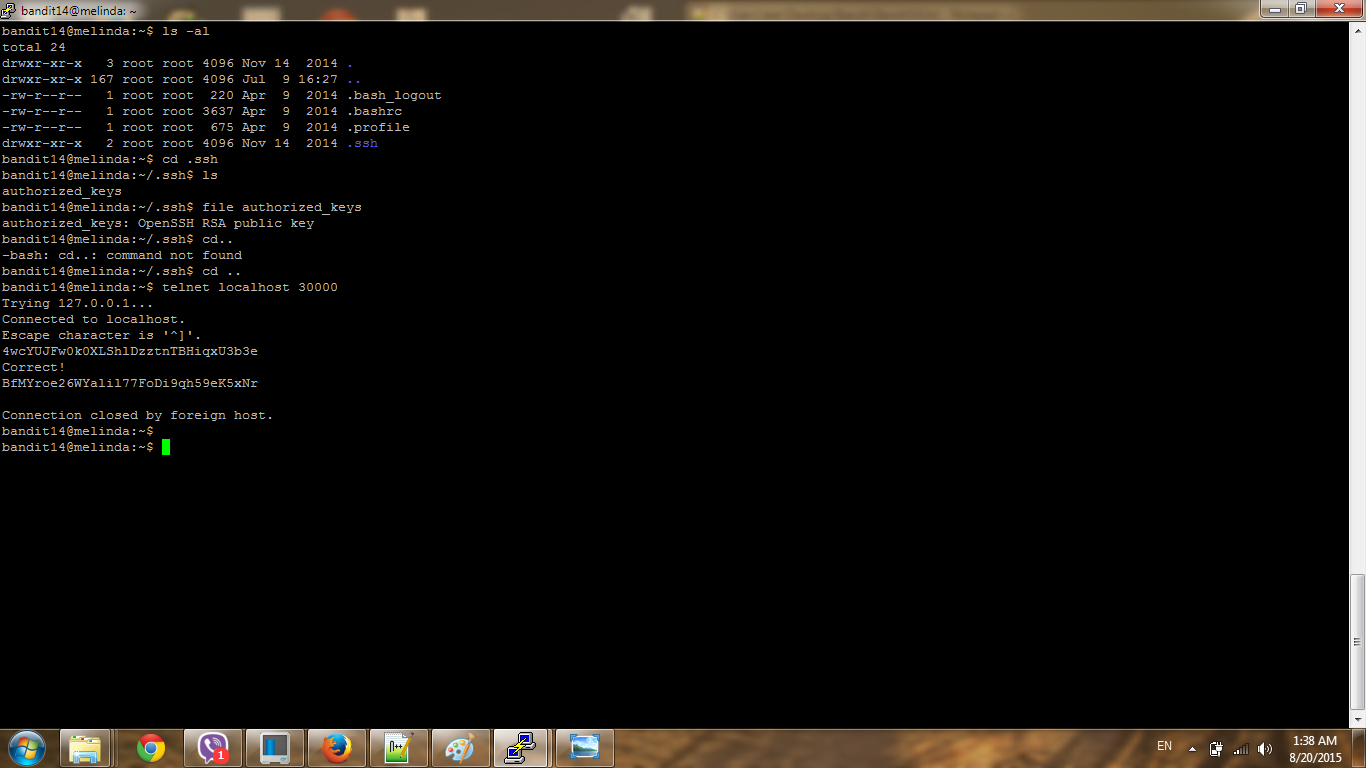 bandit14@melinda: ~
bandit14@melinda:~$ ls -al
total 24
drwxr-xr-x   3 root root 4096 Nov 14  2014 .
drwxr-xr-x 167 root root 4096 Jul  9 16:27 ..
-rw-r--r--   1 root root  220 Apr  9  2014 .bash_logout
-rw-r--r--   1 root root 3637 Apr  9  2014 .bashrc
-rw-r--r--   1 root root  675 Apr  9  2014 .profile
drwxr-xr-x   2 root root 4096 Nov 14  2014 .ssh
bandit14@melinda:~$ cd .ssh
bandit14@melinda:~/.ssh$ ls
authorized_keys
bandit14@melinda:~/.ssh$ file authorized_keys
authorized_keys: OpenSSH RSA public key
bandit14@melinda:~/.ssh$ cd..
-bash: cd..: command not found
bandit14@melinda:~/.ssh$ cd ..
bandit14@melinda:~$ telnet localhost 30000
Trying 127.0.0.1...
Connected to localhost.
Escape character is '^]'.
4wcYUJFw0k0XLShlDzztnTBHiqxU3b3e
Correct!
BfMYroe26WYalil77FoDi9qh59eK5xNr
Connection closed by foreign host.
bandit14@melinda:~$
bandit14@melinda:~$
1
n++
EN
1:38 AM
8/20/2015